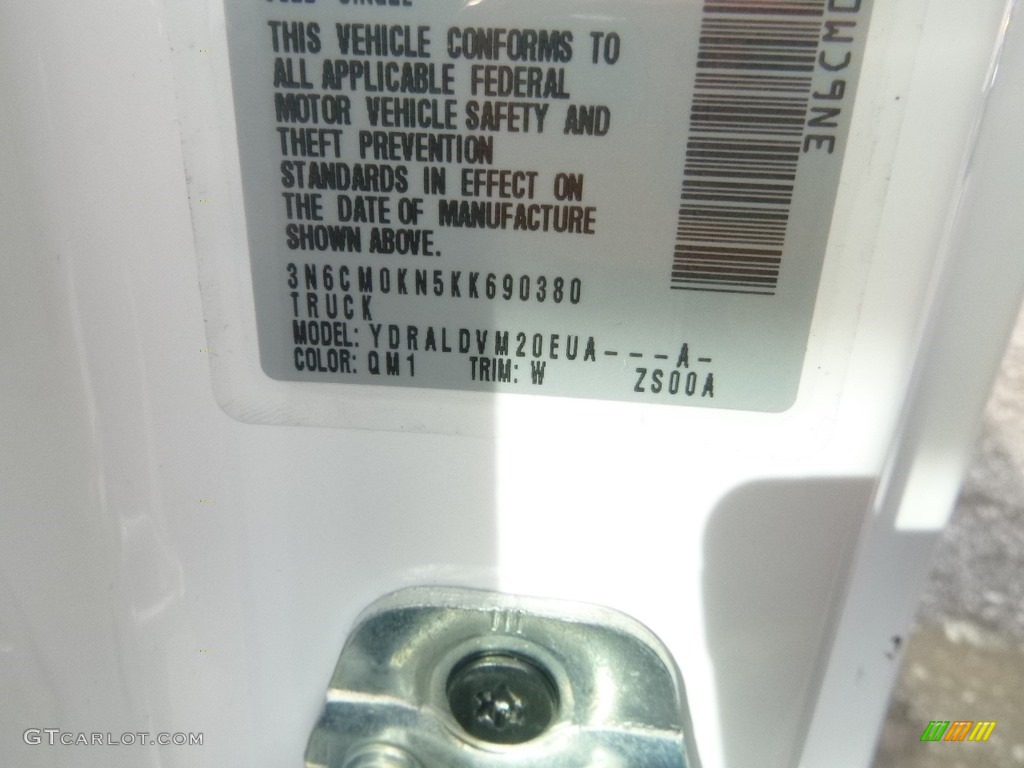 THIS VEHICLE CONFORMS TO
ALL APPLICABLE FEDERAL
MOTOR VEHICLE SAFETY AND
THEFT PREVENTION
STANDARDS IN EFFECT ON
THE DATE OF MANUFACTURE
SHOWN ABOVE.
3N6CM0KN5KK690380
TRUCK
MODEL: YDRALDVM20EUA---A-
COLOR: QM1 TRIM: W ZS00A
GTCARLOT.COM